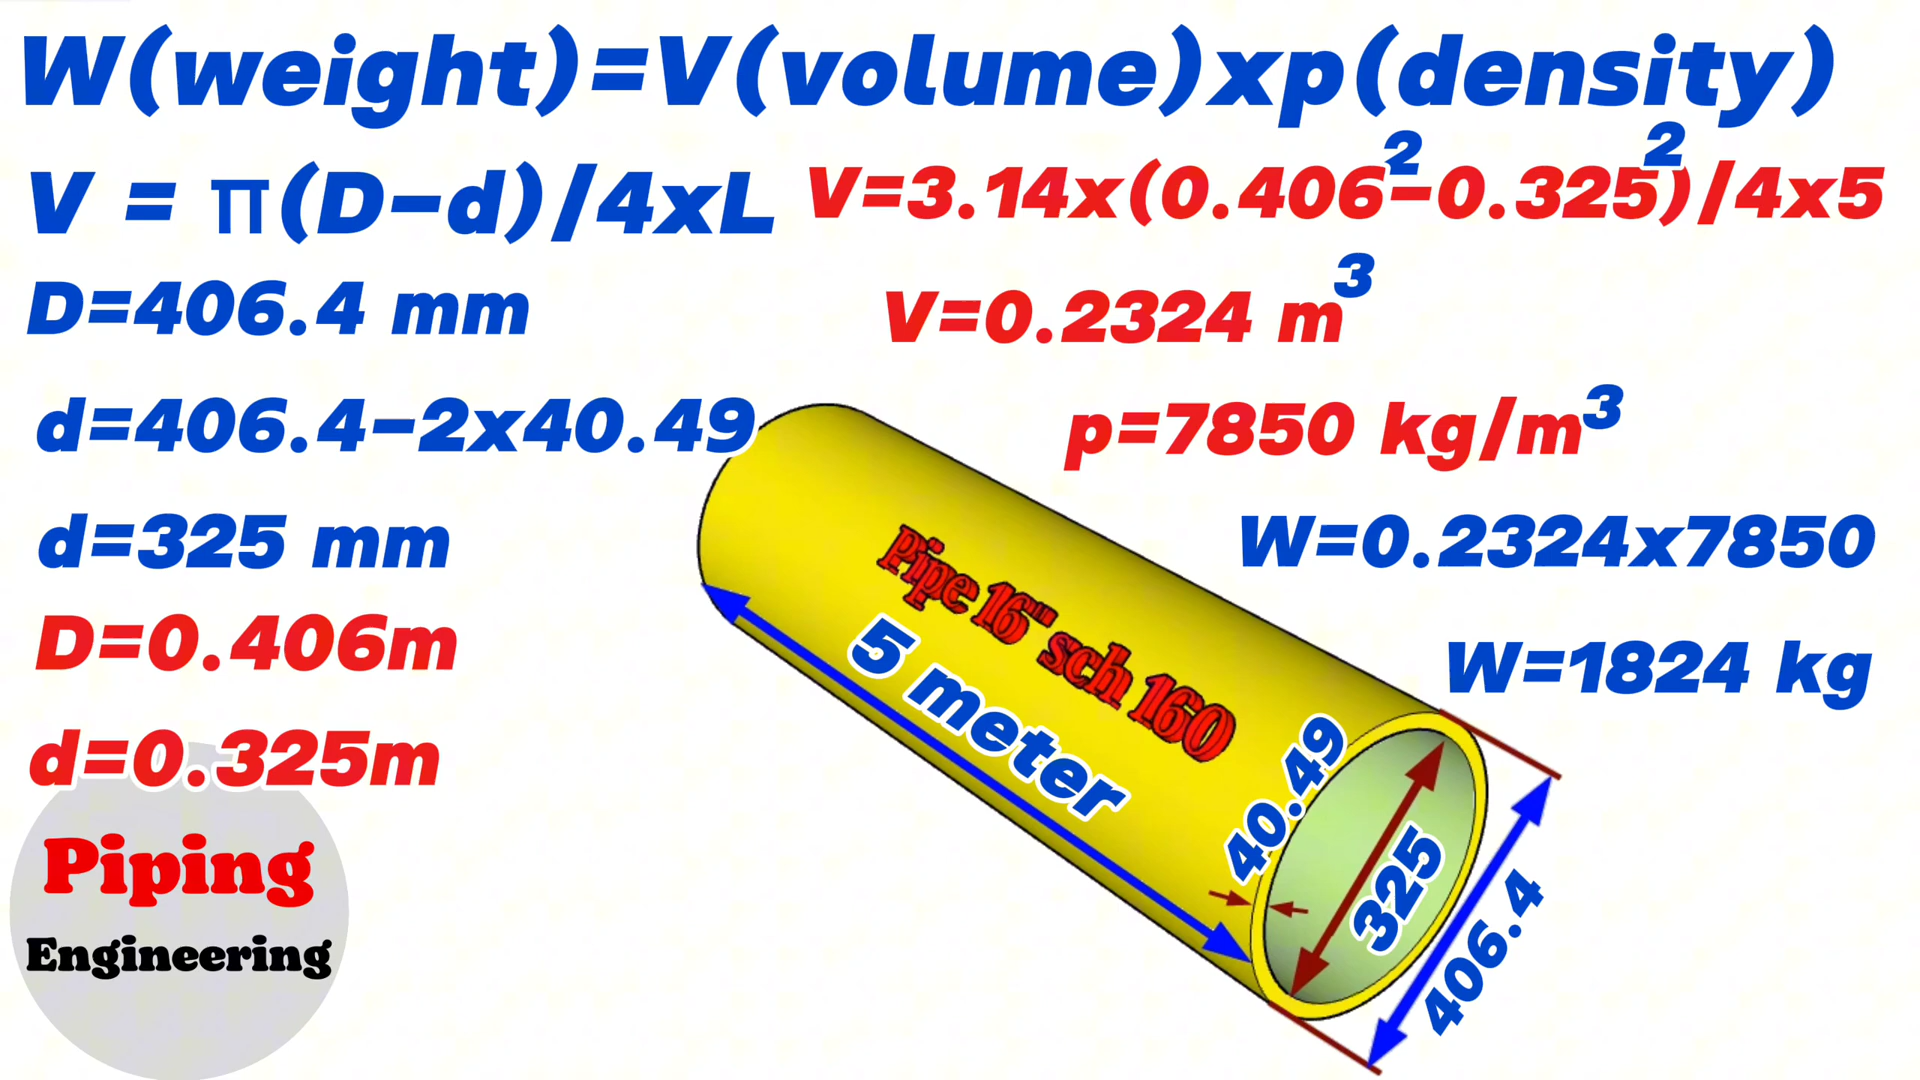 W(weight)=V(volume)xp(density)
V = π(D-d)/4xL
D=406.4 mm
d=406.4-2x40.49
d=325 mm
D=0.406m
d=0.325m
V=3.14x(0.406²-0.325²)/4x5
V=0.2324 m³
p=7850 kg/m³
W=0.2324x7850
W=1824 kg
Pipe 16" sch 160
5 meter
40.49
325
406.4
Piping
Engineering